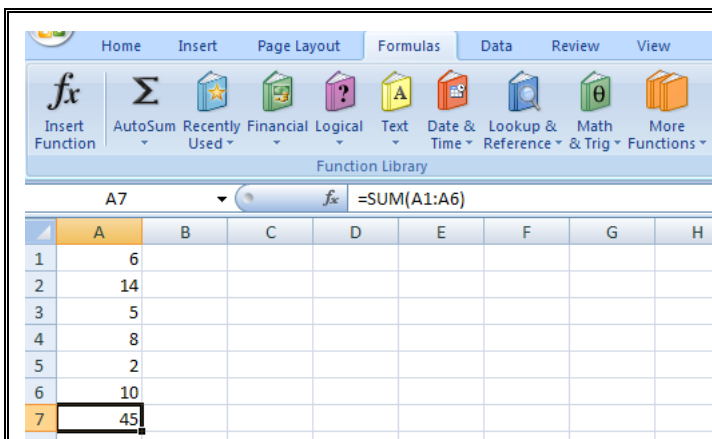 Home Insert Page Layout Formulas Data Review View
fx Σ ? A θ
Insert AutoSum Recently Financial Logical Text Date & Lookup & Math More
Function Used Time Reference & Trig Functions
Function Library
A7 fx =SUM(A1:A6)
A B C D E F G H
1 6
2 14
3 5
4 8
5 2
6 10
7 45